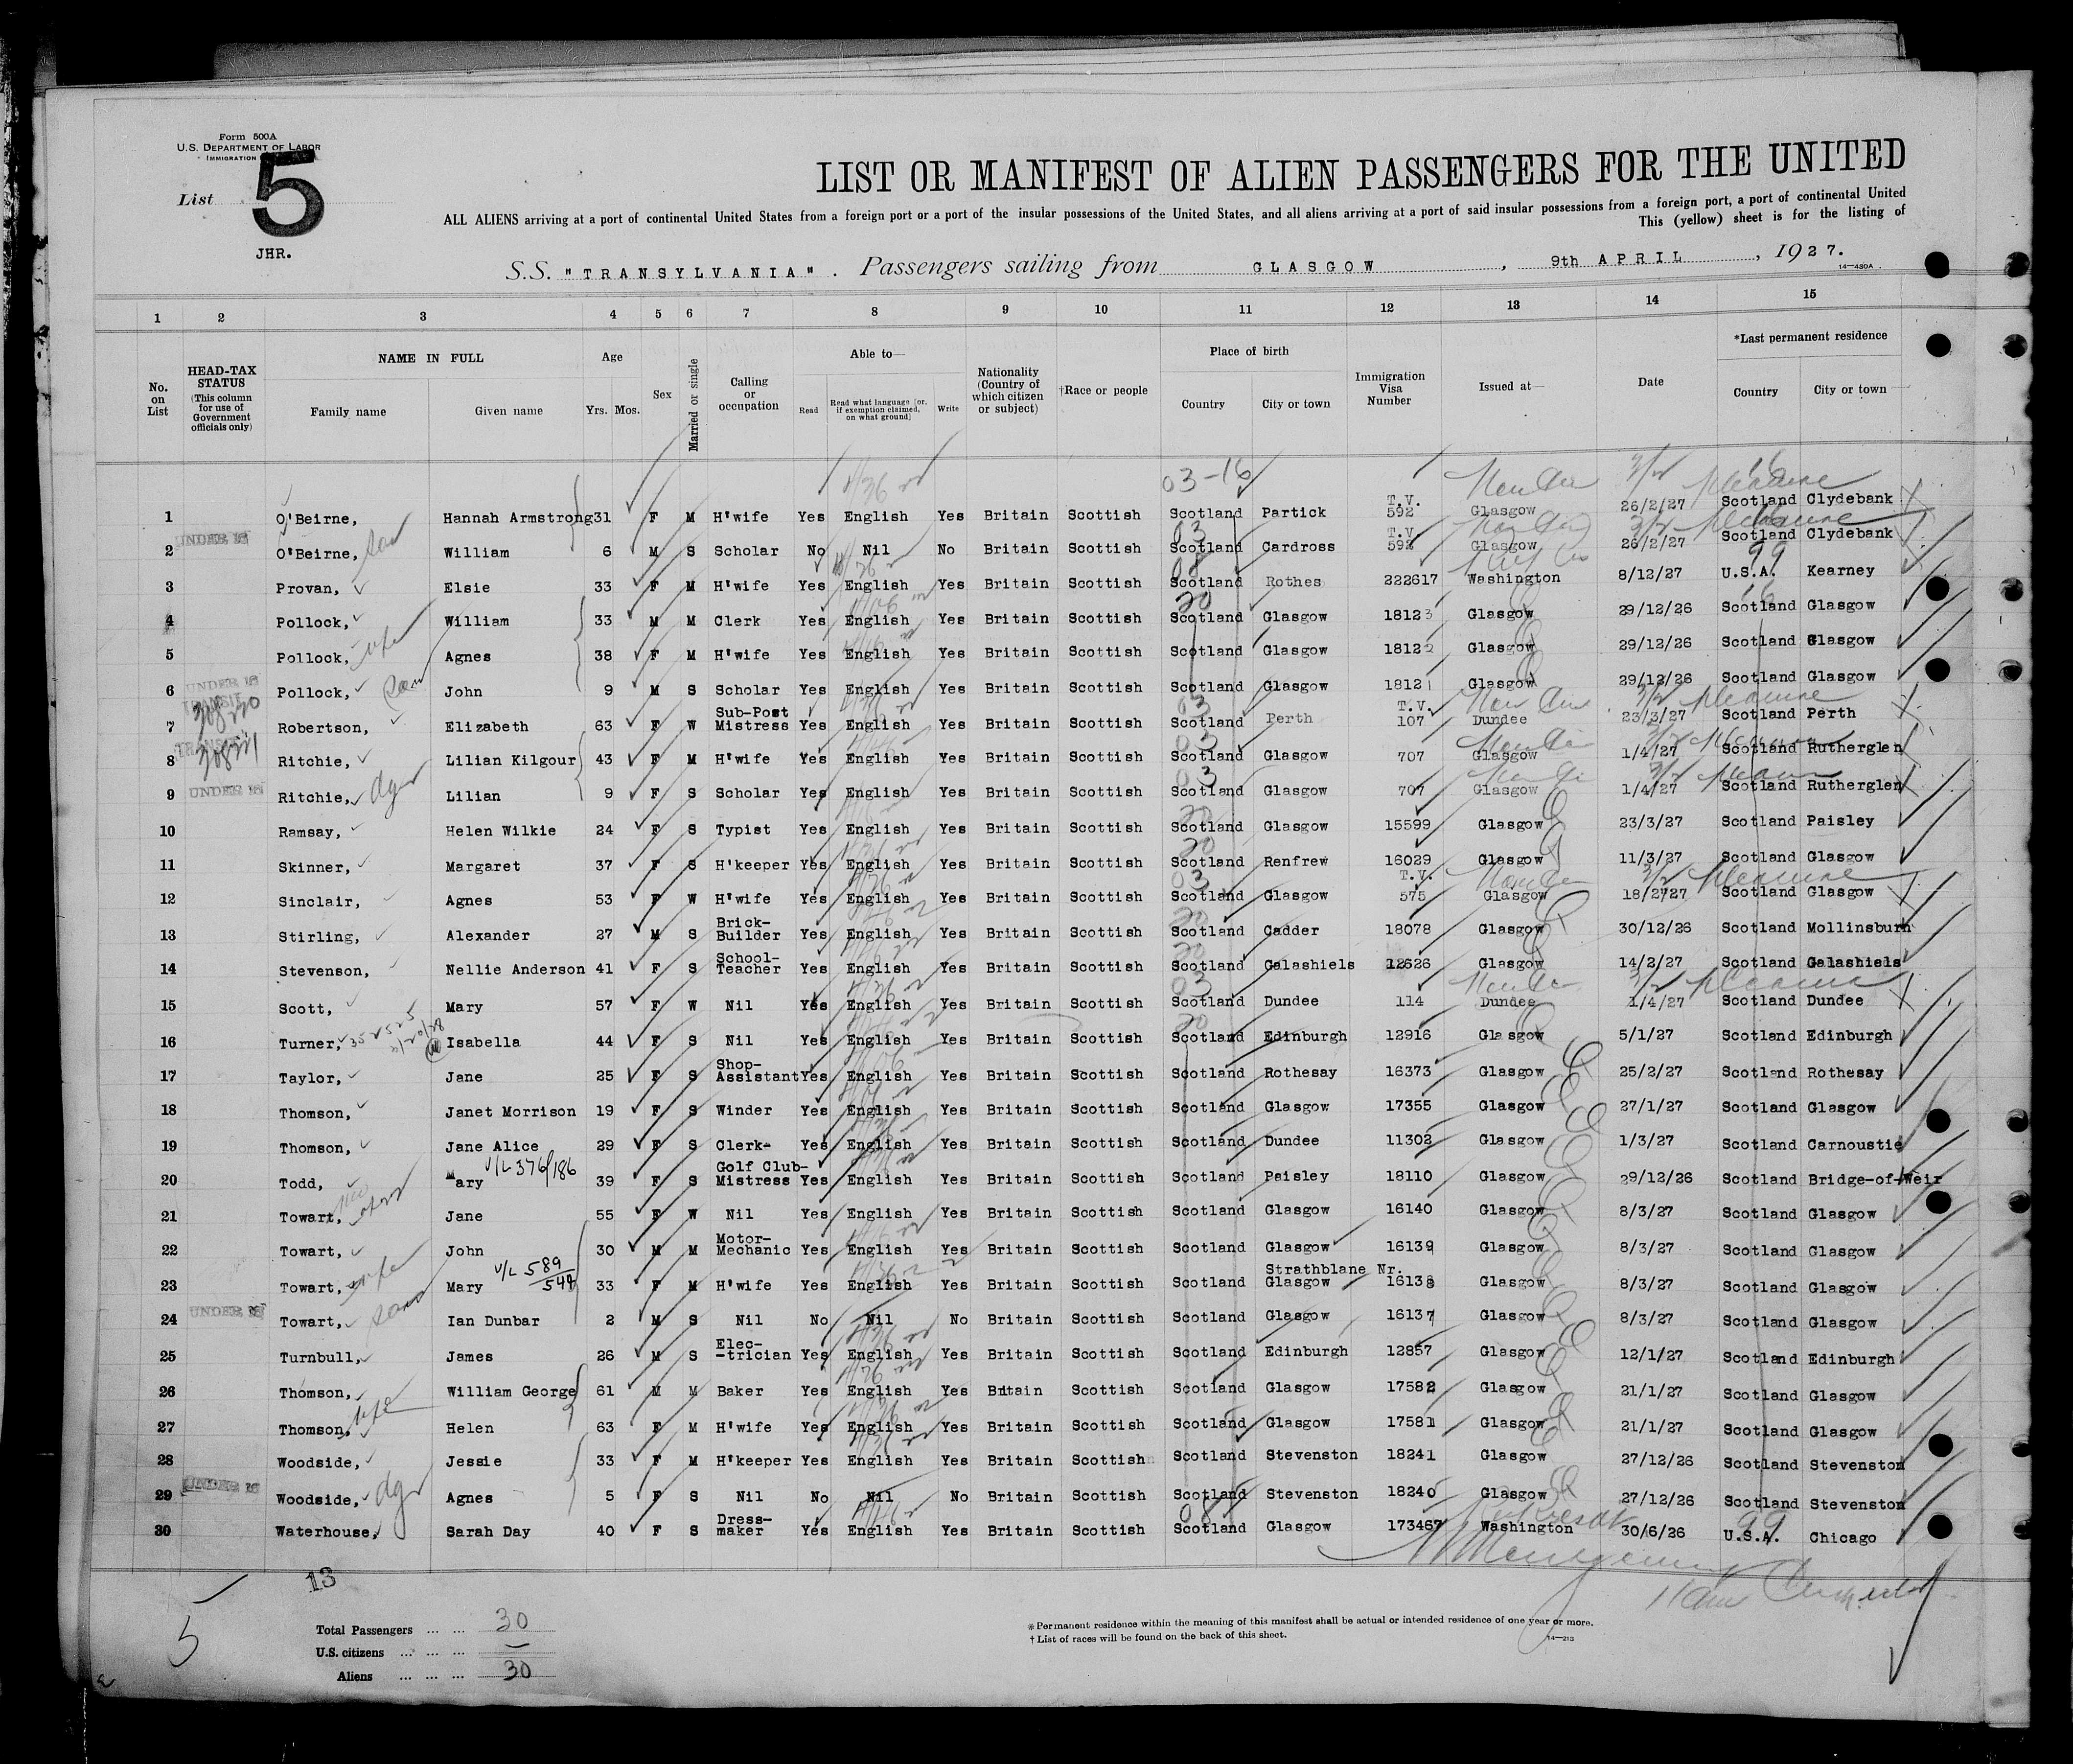 Form 500A
U.S. DEPARTMENT OF LABOR
IMMIGRATION
List 5
JHR.
LIST OR MANIFEST OF ALIEN PASSENGERS FOR THE UNITED
ALL ALIENS arriving at a port of continental United States from a foreign port or a port of the insular possessions of the United States, and all aliens arriving at a port of said insular possessions from a foreign port, a port of continental United
This (yellow) sheet is for the listing of
S.S. "TRANSYLVANIA". Passengers sailing from GLASGOW, 9th APRIL, 1927.
14—430A
1 2 3 4 5 6 7 8 9 10 11 12 13 14 15
No. on List
HEAD-TAX STATUS (This column for use of Government officials only)
NAME IN FULL Family name Given name
Age Yrs. Mos.
Sex
Married or single
Calling or occupation
Able to— Read Read what language [or, if exemption claimed, on what ground] Write
Nationality (Country of which citizen or subject)
†Race or people
Place of birth Country City or town
Immigration Visa Number
Issued at—
Date
*Last permanent residence Country City or town
03-16
1 O'Beirne, Hannah Armstrong 31 F M H'wife Yes English Yes Britain Scottish Scotland Partick T.V. 592 Glasgow 26/2/27 Scotland Clydebank
UNDER 16
2 O'Beirne, son William 6 M S Scholar No Nil No Britain Scottish Scotland Cardross T.V. 592 Glasgow 26/2/27 Scotland Clydebank
3 Provan, Elsie 33 F M H'wife Yes English Yes Britain Scottish Scotland Rothes 222617 Washington 8/12/27 U.S.A. Kearney
4 Pollock, William 33 M M Clerk Yes English Yes Britain Scottish Scotland Glasgow 18123 Glasgow 29/12/26 Scotland Glasgow
5 Pollock, wife Agnes 38 F M H'wife Yes English Yes Britain Scottish Scotland Glasgow 18122 Glasgow 29/12/26 Scotland Glasgow
UNDER 16
6 Pollock, son John 9 M S Scholar Yes English Yes Britain Scottish Scotland Glasgow 18121 Glasgow 29/12/26 Scotland Glasgow
7 Robertson, Elizabeth 63 F W Sub-Post Mistress Yes English Yes Britain Scottish Scotland Perth T.V. 107 Dundee 23/3/27 Scotland Perth
8 Ritchie, Lilian Kilgour 43 F M H'wife Yes English Yes Britain Scottish Scotland Glasgow 707 Glasgow 1/4/27 Scotland Rutherglen
UNDER 16
9 Ritchie, dgr Lilian 9 F S Scholar Yes English Yes Britain Scottish Scotland Glasgow 707 Glasgow 1/4/27 Scotland Rutherglen
10 Ramsay, Helen Wilkie 24 F S Typist Yes English Yes Britain Scottish Scotland Glasgow 15599 Glasgow 23/3/27 Scotland Paisley
11 Skinner, Margaret 37 F S H'keeper Yes English Yes Britain Scottish Scotland Renfrew 16029 Glasgow 11/3/27 Scotland Glasgow
12 Sinclair, Agnes 53 F W H'wife Yes English Yes Britain Scottish Scotland Glasgow T.V. 575 Glasgow 18/2/27 Scotland Glasgow
13 Stirling, Alexander 27 M S Brick-Builder Yes English Yes Britain Scottish Scotland Cadder 18078 Glasgow 30/12/26 Scotland Mollinsburn
14 Stevenson, Nellie Anderson 41 F S School-Teacher Yes English Yes Britain Scottish Scotland Galashiels 12626 Glasgow 14/2/27 Scotland Galashiels
15 Scott, Mary 57 F W Nil Yes English Yes Britain Scottish Scotland Dundee 114 Dundee 1/4/27 Scotland Dundee
16 Turner, Isabella 44 F S Nil Yes English Yes Britain Scottish Scotland Edinburgh 12916 Glasgow 5/1/27 Scotland Edinburgh
17 Taylor, Jane 25 F S Shop-Assistant Yes English Yes Britain Scottish Scotland Rothesay 16373 Glasgow 25/2/27 Scotland Rothesay
18 Thomson, Janet Morrison 19 F S Winder Yes English Yes Britain Scottish Scotland Glasgow 17355 Glasgow 27/1/27 Scotland Glasgow
19 Thomson, Jane Alice 29 F S Clerk- Yes English Yes Britain Scottish Scotland Dundee 11302 Glasgow 1/3/27 Scotland Carnoustie
V/L 376/186
20 Todd, Mary 39 F S Golf Club-Mistress Yes English Yes Britain Scottish Scotland Paisley 18110 Glasgow 29/12/26 Scotland Bridge-of-Weir
21 Towart, Jane 55 F W Nil Yes English Yes Britain Scottish Scotland Glasgow 16140 Glasgow 8/3/27 Scotland Glasgow
22 Towart, John 30 M M Motor-Mechanic Yes English Yes Britain Scottish Scotland Glasgow 16139 Glasgow 8/3/27 Scotland Glasgow
V/L 589/548
23 Towart, wife Mary 33 F M H'wife Yes English Yes Britain Scottish Scotland Strathblane Nr. Glasgow 16138 Glasgow 8/3/27 Scotland Glasgow
UNDER 16
24 Towart, son Ian Dunbar 2 M S Nil No Nil No Britain Scottish Scotland Glasgow 16137 Glasgow 8/3/27 Scotland Glasgow
25 Turnbull, James 26 M S Elec--trician Yes English Yes Britain Scottish Scotland Edinburgh 12857 Glasgow 12/1/27 Scotland Edinburgh
26 Thomson, William George 61 M M Baker Yes English Yes Britain Scottish Scotland Glasgow 17582 Glasgow 21/1/27 Scotland Glasgow
27 Thomson, wife Helen 63 F M H'wife Yes English Yes Britain Scottish Scotland Glasgow 17581 Glasgow 21/1/27 Scotland Glasgow
28 Woodside, Jessie 33 F M H'keeper Yes English Yes Britain Scottish Scotland Stevenston 18241 Glasgow 27/12/26 Scotland Stevenston
UNDER 16
29 Woodside, dgr Agnes 5 F S Nil No Nil No Britain Scottish Scotland Stevenston 18240 Glasgow 27/12/26 Scotland Stevenston
30 Waterhouse, Sarah Day 40 F S Dress-maker Yes English Yes Britain Scottish Scotland Glasgow 173467 Washington 30/6/26 U.S.A. Chicago
13
5
Total Passengers ... ... 30
U.S. citizens ... ... ... —
Aliens ... ... ... 30
* Permanent residence within the meaning of this manifest shall be actual or intended residence of one year or more.
† List of races will be found on the back of this sheet.
14—213